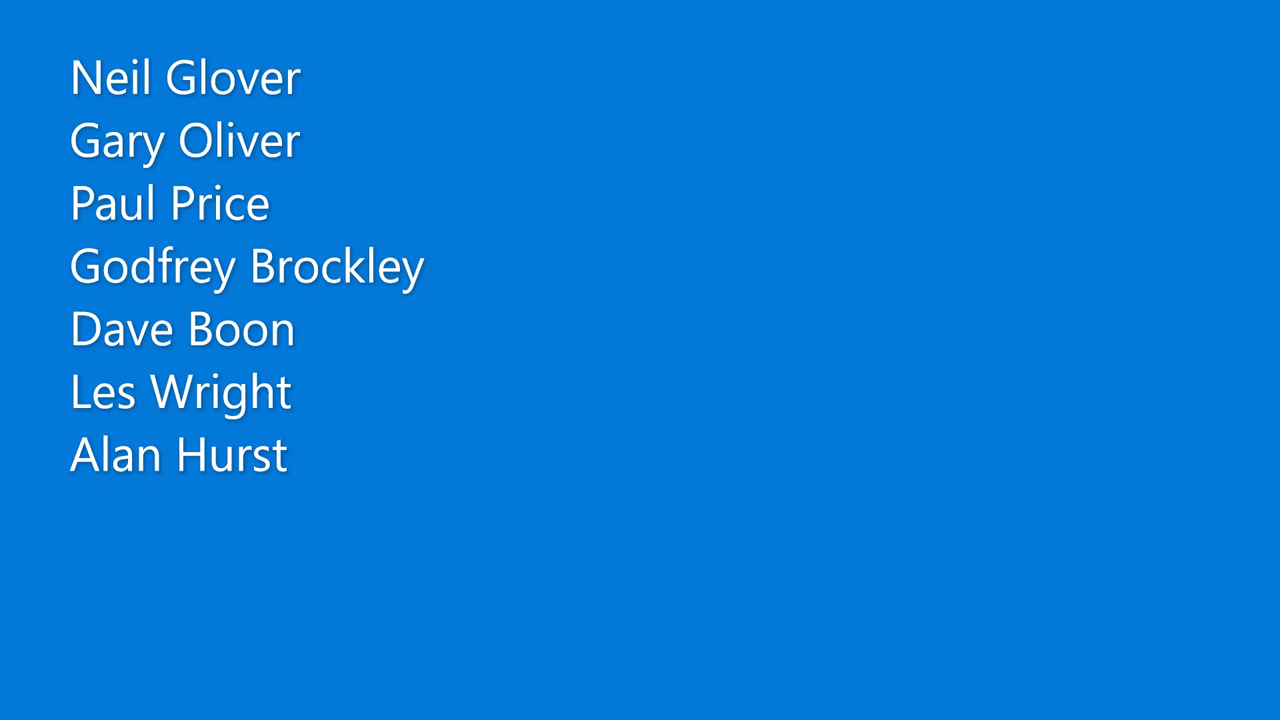 Neil Glover
Gary Oliver
Paul Price
Godfrey Brockley
Dave Boon
Les Wright
Alan Hurst